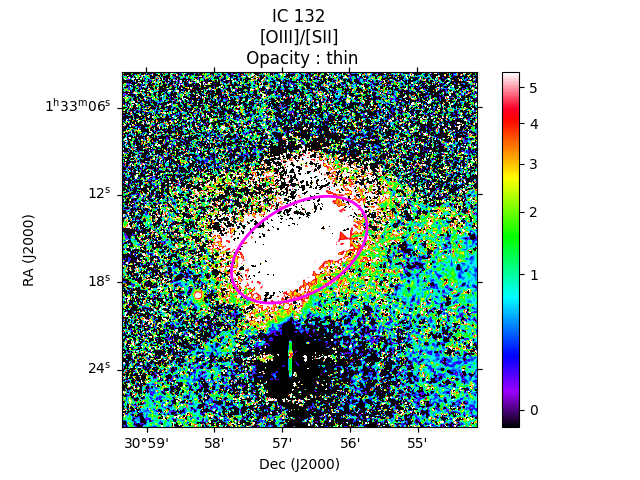 IC 132
[OIII]/[SII]
Opacity : thin
1ʰ33ᵐ06ˢ
12ˢ
18ˢ
24ˢ
RA (J2000)
30°59' 58' 57' 56' 55'
Dec (J2000)
5
4
3
2
1
0